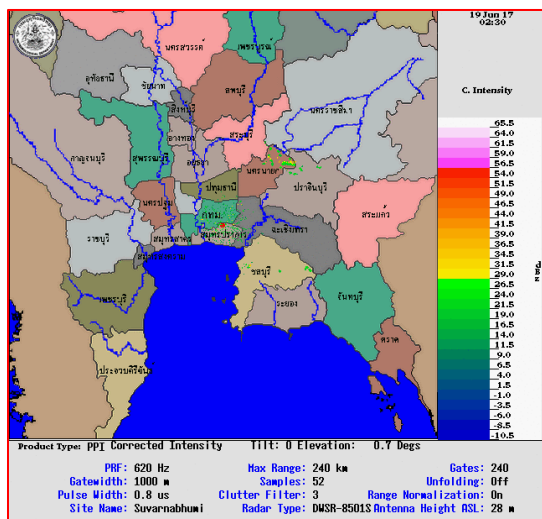 19 Jun 17
02:30
C. Intensity
นครสวรรค์
เพชรบูรณ์
อุทัยธานี
ชัยนาท
ลพบุรี
สิงห์บุรี
นครราชสีมา
สระบุรี
อ่างทอง
สุพรรณบุรี
กาญจนบุรี
อยุธยา
นครนายก
ปราจีนบุรี
ปทุมธานี
นครปฐม
สระแก้ว
กทม.
ฉะเชิงเทรา
สมุทรปราการ
สมุทรสาคร
ราชบุรี
ชลบุรี
เพชรบุรี
ระยอง
จันทบุรี
ตราด
ประจวบคีรีขันธ์
65.5
64.0
61.5
59.0
56.5
54.0
51.5
49.0
46.5
44.0
41.5
39.0
36.5
34.0
31.5
29.0
26.5
24.0
21.5
19.0
16.5
14.0
11.5
9.0
6.5
4.0
1.5
-1.0
-3.5
-6.0
-8.5
-10.5
Product Type: PPI Corrected Intensity Tilt: 0 Elevation: 0.7 Degs
PRF: 620 Hz Max Range: 240 km Gates: 240
Gatewidth: 1000 m Samples: 52 Unfolding: Off
Pulse Width: 0.8 us Clutter Filter: 3 Range Normalization: On
Site Name: Suvarnabhumi Radar Type: DWSR-8501S Antenna Height ASL: 28 m